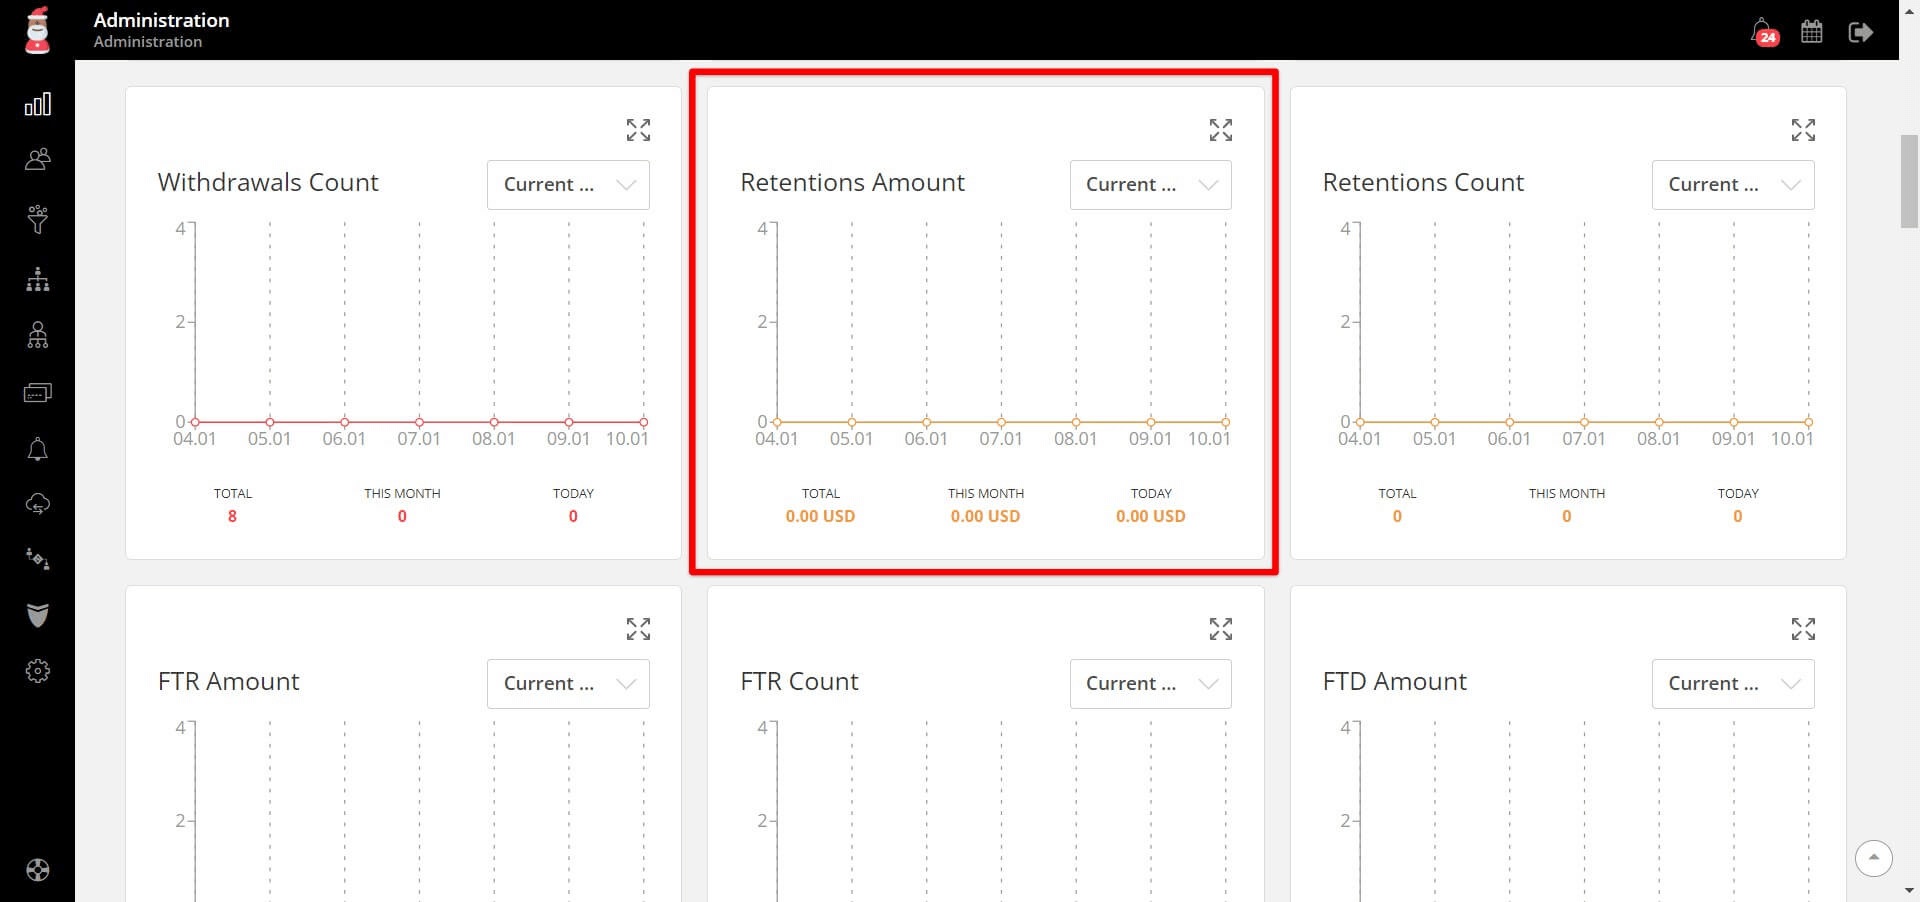 Administration
Administration
24
Withdrawals Count
Current ...
4
2
0
04.01 05.01 06.01 07.01 08.01 09.01 10.01
TOTAL THIS MONTH TODAY
8 0 0
Retentions Amount
Current ...
4
2
0
04.01 05.01 06.01 07.01 08.01 09.01 10.01
TOTAL THIS MONTH TODAY
0.00 USD 0.00 USD 0.00 USD
Retentions Count
Current ...
4
2
0
04.01 05.01 06.01 07.01 08.01 09.01 10.01
TOTAL THIS MONTH TODAY
0 0 0
FTR Amount
Current ...
4
2
FTR Count
Current ...
4
2
FTD Amount
Current ...
4
2